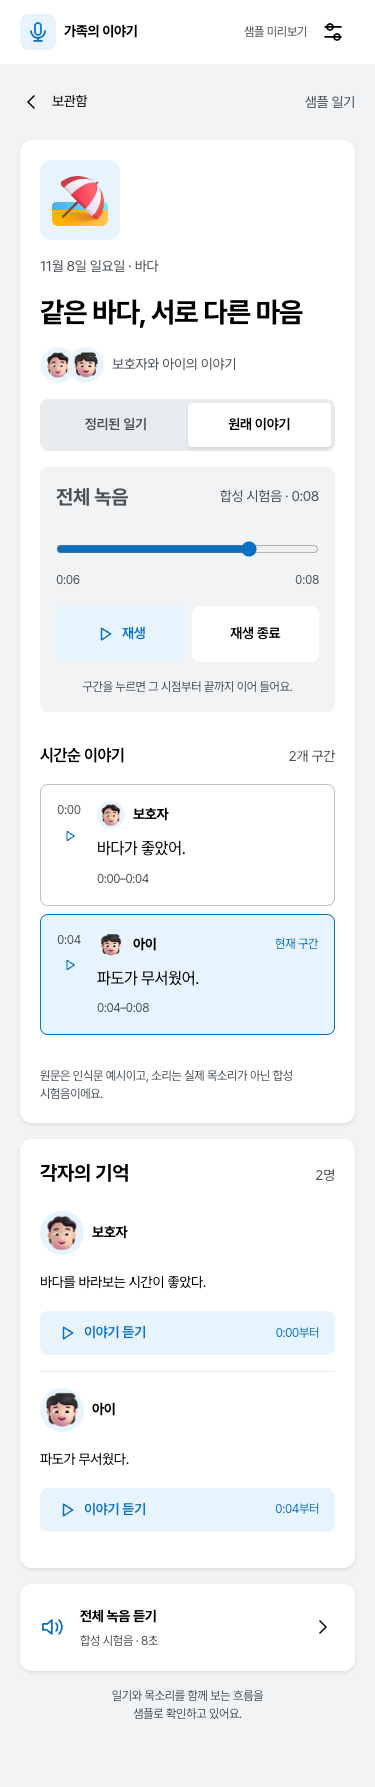 가족의 이야기
샘플 미리보기
보관함
샘플 일기
11월 8일 일요일 · 바다
같은 바다, 서로 다른 마음
보호자와 아이의 이야기
정리된 일기
원래 이야기
전체 녹음
합성 시험음 · 0:08
0:06
0:08
재생
재생 종료
구간을 누르면 그 시점부터 끝까지 이어 들어요.
시간순 이야기
2개 구간
0:00
보호자
바다가 좋았어.
0:00–0:04
0:04
아이
현재 구간
파도가 무서웠어.
0:04–0:08
원문은 인식문 예시이고, 소리는 실제 목소리가 아닌 합성
시험음이에요.
각자의 기억
2명
보호자
바다를 바라보는 시간이 좋았다.
이야기 듣기
0:00부터
아이
파도가 무서웠다.
이야기 듣기
0:04부터
전체 녹음 듣기
합성 시험음 · 8초
일기와 목소리를 함께 보는 흐름을
샘플로 확인하고 있어요.